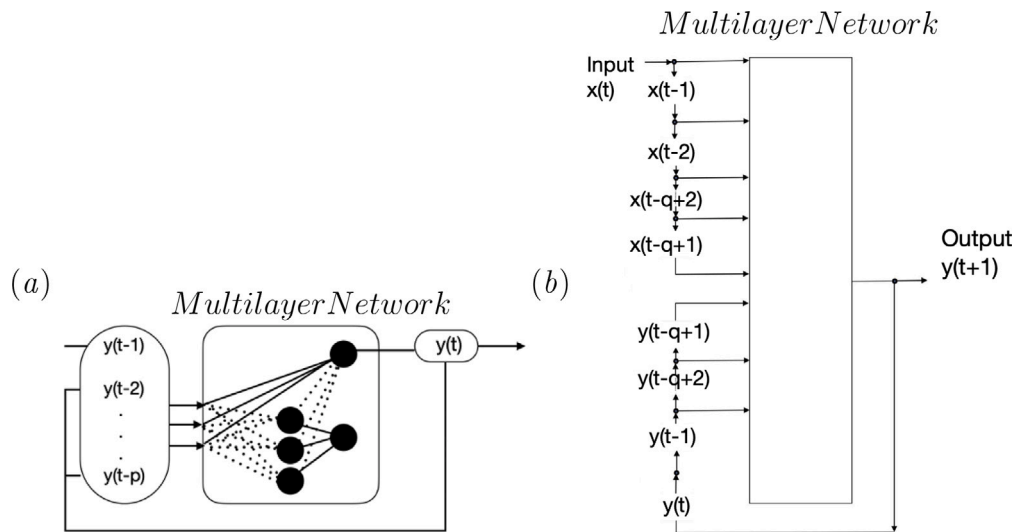 (a)
MultilayerNetwork
y(t-1)
y(t-2)
.
.
.
y(t-p)
y(t)
(b)
MultilayerNetwork
Input
x(t)
x(t-1)
x(t-2)
x(t-q+2)
x(t-q+1)
y(t-q+1)
y(t-q+2)
y(t-1)
y(t)
Output
y(t+1)